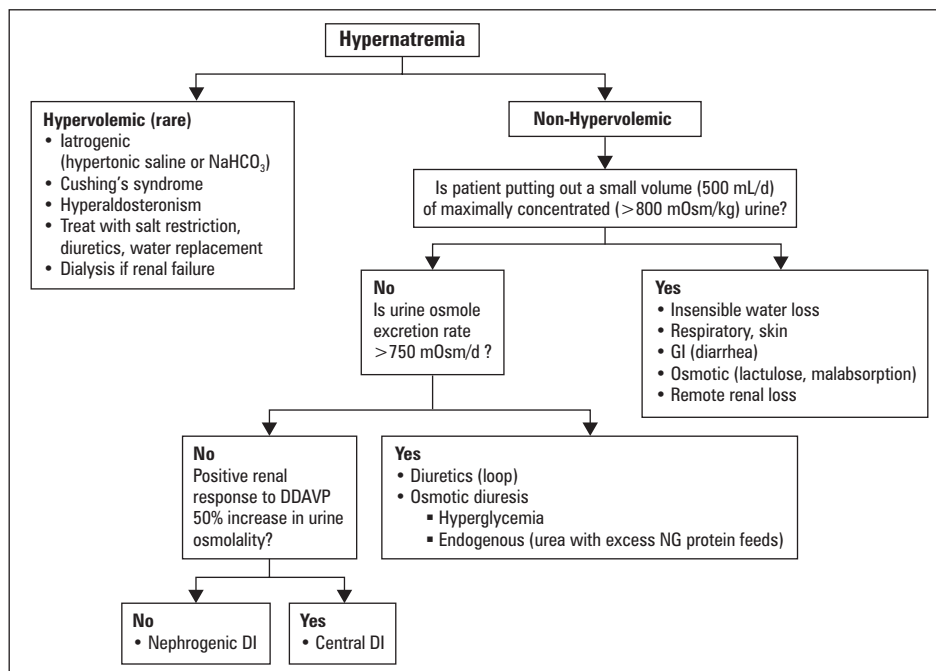 Hypernatremia
Hypervolemic (rare)
• Iatrogenic
(hypertonic saline or NaHCO₃)
• Cushing's syndrome
• Hyperaldosteronism
• Treat with salt restriction,
diuretics, water replacement
• Dialysis if renal failure
Non-Hypervolemic
Is patient putting out a small volume (500 mL/d)
of maximally concentrated (>800 mOsm/kg) urine?
No
Is urine osmole
excretion rate
>750 mOsm/d ?
Yes
• Insensible water loss
• Respiratory, skin
• GI (diarrhea)
• Osmotic (lactulose, malabsorption)
• Remote renal loss
No
Positive renal
response to DDAVP
50% increase in urine
osmolality?
Yes
• Diuretics (loop)
• Osmotic diuresis
▪ Hyperglycemia
▪ Endogenous (urea with excess NG protein feeds)
No
• Nephrogenic DI
Yes
• Central DI